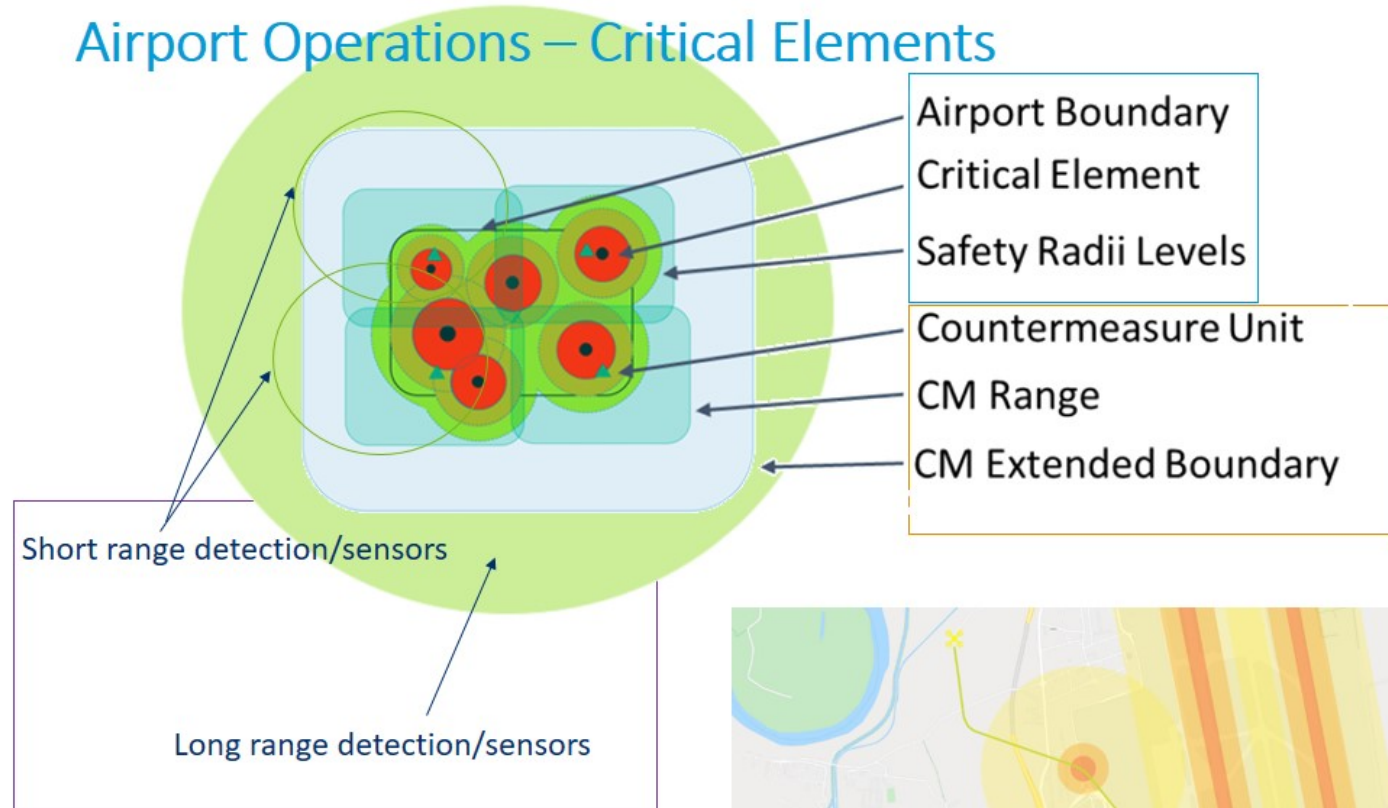 Airport Operations – Critical Elements
Airport Boundary
Critical Element
Safety Radii Levels
Countermeasure Unit
CM Range
CM Extended Boundary
Short range detection/sensors
Long range detection/sensors